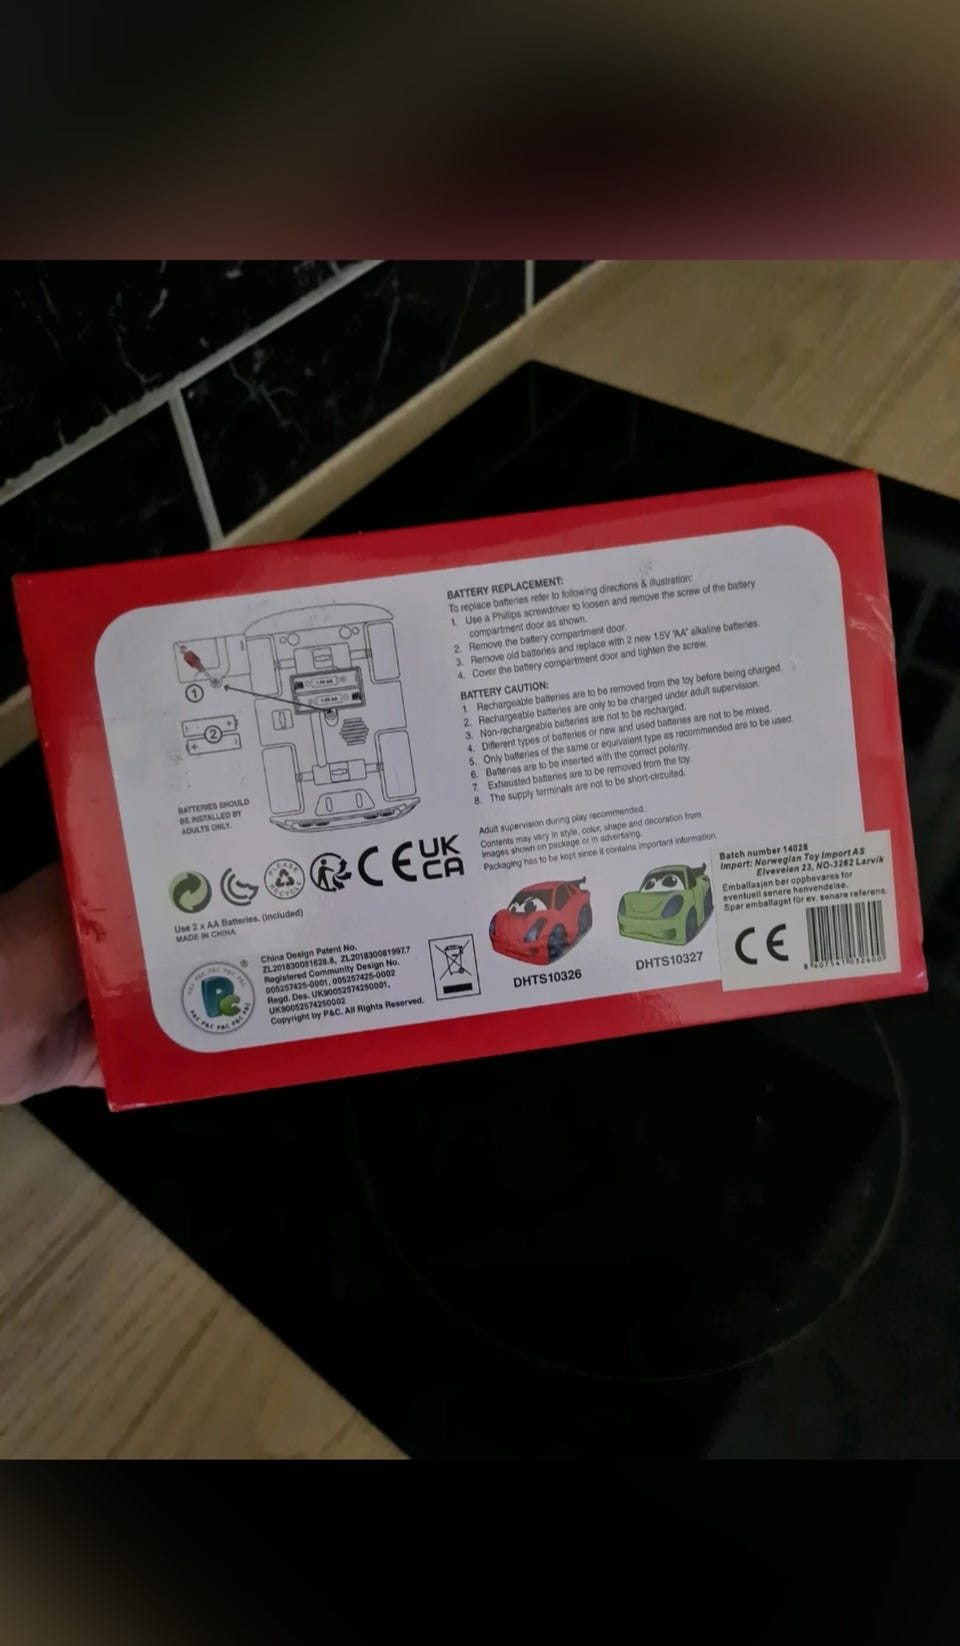 BATTERY REPLACEMENT:
To replace batteries refer to following directions & illustration:
1. Use a Phillips screwdriver to loosen and remove the screw of the battery
compartment door as shown.
2. Remove the battery compartment door.
3. Remove old batteries and replace with 2 new 1.5V "AA" alkaline batteries.
4. Cover the battery compartment door and tighten the screw.
BATTERY CAUTION:
1. Rechargeable batteries are to be removed from the toy before being charged.
2. Rechargeable batteries are only to be charged under adult supervision.
3. Non-rechargeable batteries are not to be recharged.
4. Different types of batteries or new and used batteries are not to be mixed.
5. Only batteries of the same or equivalent type as recommended are to be used.
6. Batteries are to be inserted with the correct polarity.
7. Exhausted batteries are to be removed from the toy.
8. The supply terminals are not to be short-circuited.
1
2
BATTERIES SHOULD
BE INSTALLED BY
ADULTS ONLY.
Adult supervision during play recommended.
Contents may vary in style, color, shape and decoration from
images shown on package or in advertising.
Packaging has to be kept since it contains important information.
PLEASE
RECYCLE
CE
UK
CA
Use 2 x AA Batteries. (Included)
MADE IN CHINA
P&C P&C P&C P&C P&C
PC
®
China Design Patent No.
ZL201830081628.8, ZL201830081997.7
Registered Community Design No.
005257425-0001, 005257425-0002
Regd. Des. UK90052574250001,
UK90052574250002
Copyright by P&C. All Rights Reserved.
DHTS10326
DHTS10327
Batch number 14028
Import: Norwegian Toy Import AS
Elveveien 23, NO-3262 Larvik
Emballasjen bør oppbevares for
eventuell senere henvendelse.
Spar emballaget för ev. senare referens.
CE